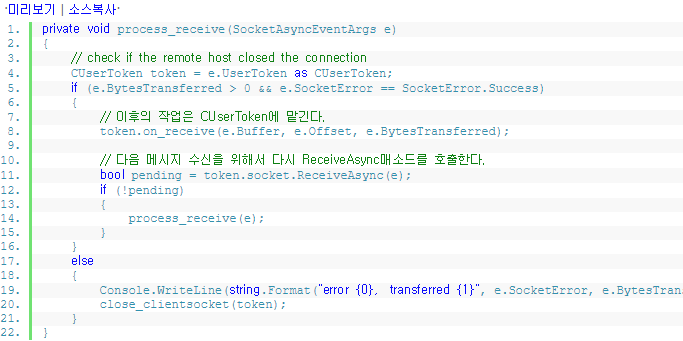 ·미리보기 | 소스복사·
1. private void process_receive(SocketAsyncEventArgs e)
2. {
3. // check if the remote host closed the connection
4. CUserToken token = e.UserToken as CUserToken;
5. if (e.BytesTransferred > 0 && e.SocketError == SocketError.Success)
6. {
7. // 이후의 작업은 CUserToken에 맡긴다.
8. token.on_receive(e.Buffer, e.Offset, e.BytesTransferred);
9.
10. // 다음 메시지 수신을 위해서 다시 ReceiveAsync매소드를 호출한다.
11. bool pending = token.socket.ReceiveAsync(e);
12. if (!pending)
13. {
14. process_receive(e);
15. }
16. }
17. else
18. {
19. Console.WriteLine(string.Format("error {0}, transferred {1}", e.SocketError, e.BytesTran
20. close_clientsocket(token);
21. }
22. }